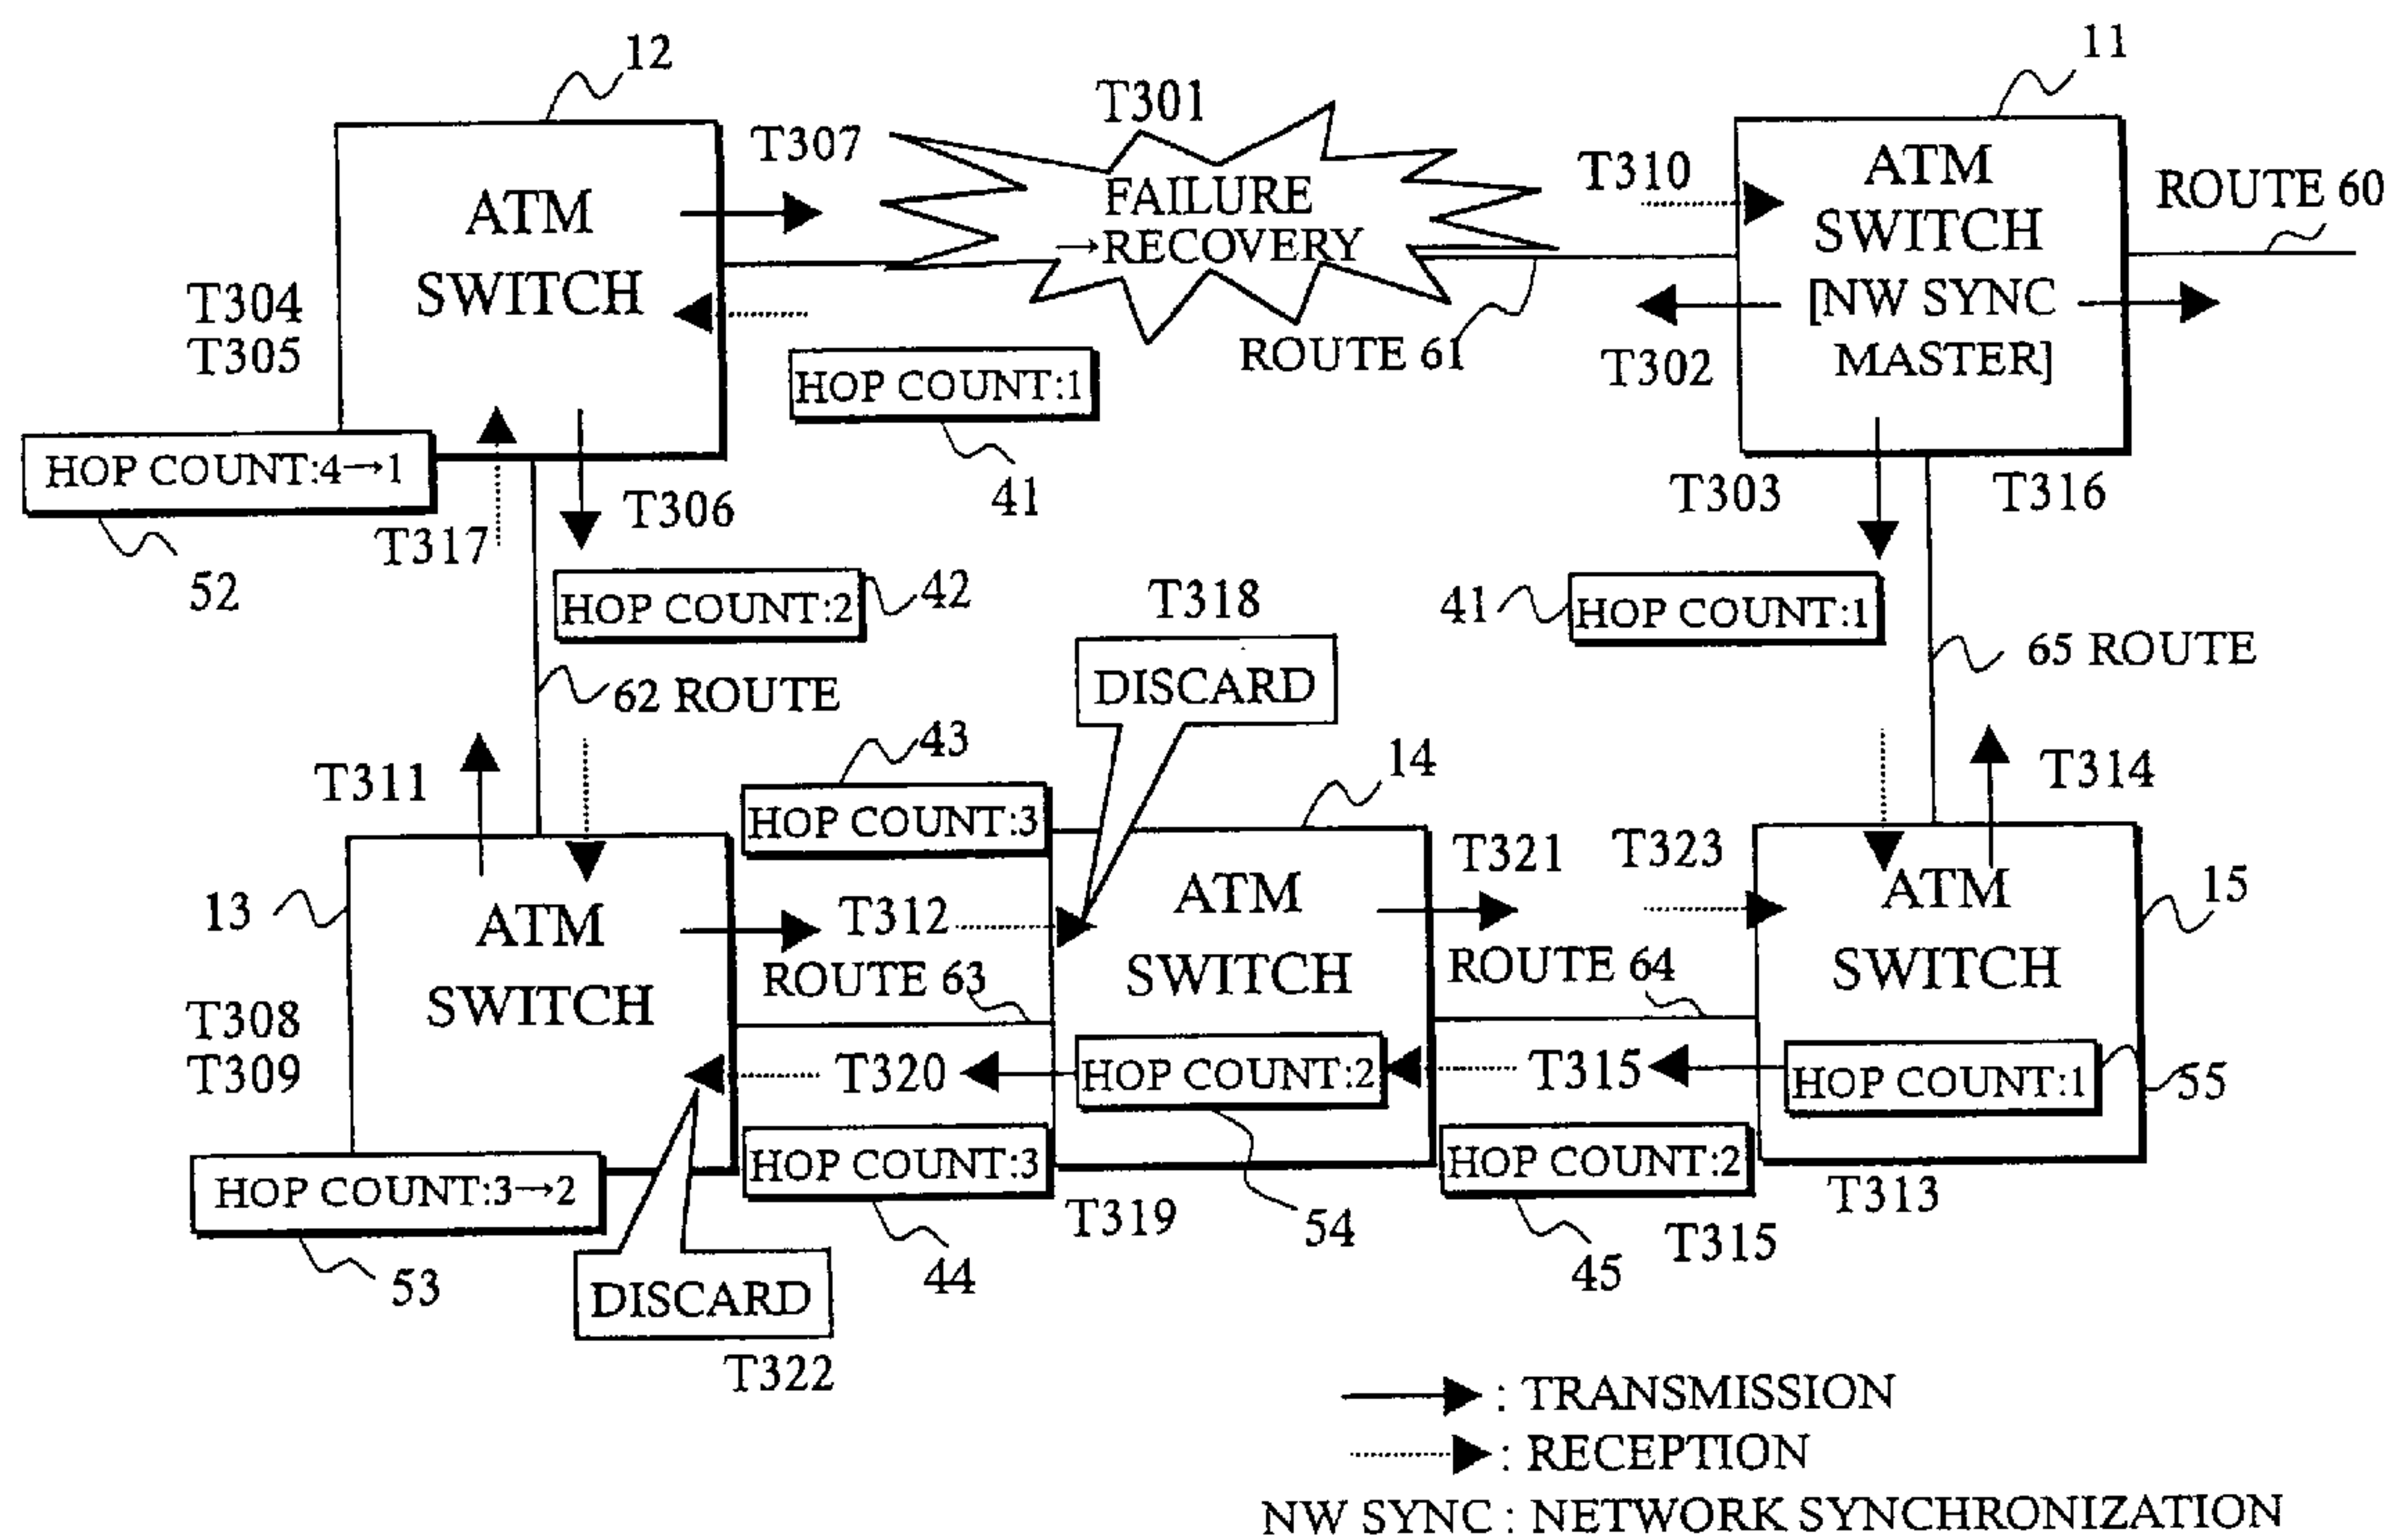 12
11
T301
T307
T310
ATM
SWITCH
FAILURE
→RECOVERY
ATM
SWITCH
[NW SYNC
MASTER]
ROUTE 60
T304
T305
ROUTE 61
T302
HOP COUNT:1
41
HOP COUNT:4→1
52
T317
T306
T303
T316
HOP COUNT:2
42
T318
41
HOP COUNT:1
62 ROUTE
DISCARD
65 ROUTE
43
T311
14
T314
HOP COUNT:3
T321
T323
13
ATM
SWITCH
T312
ATM
SWITCH
ATM
SWITCH
15
ROUTE 63
ROUTE 64
T308
T309
T320
HOP COUNT:2
T315
HOP COUNT:1
55
HOP COUNT:3→2
HOP COUNT:3
HOP COUNT:2
53
44
T319
54
45
T315
T313
DISCARD
T322
: TRANSMISSION
: RECEPTION
NW SYNC : NETWORK SYNCHRONIZATION